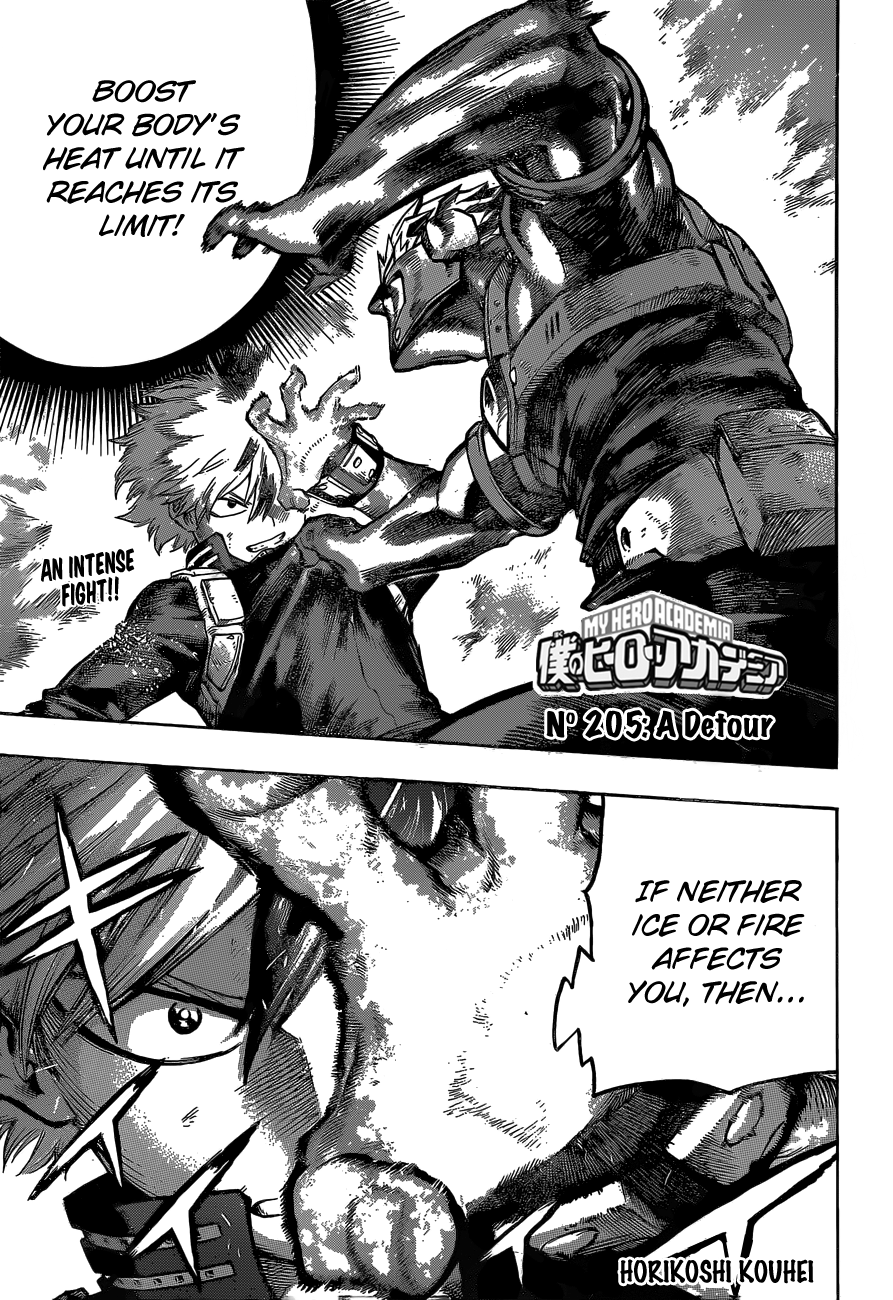 BOOST
YOUR BODY'S
HEAT UNTIL IT
REACHES ITS
LIMIT!
AN INTENSE
FIGHT!!
MY HERO ACADEMIA
僕のヒーローアカデミア
Nº 205: A Detour
IF NEITHER
ICE OR FIRE
AFFECTS
YOU, THEN...
HORIKOSHI KOUHEI